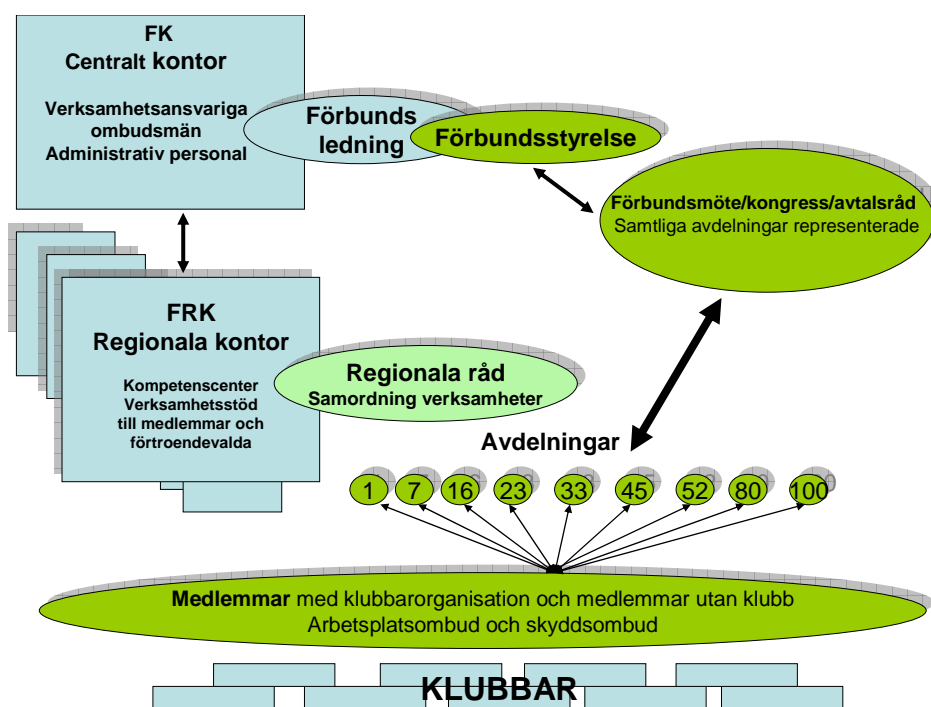 FK
Centralt kontor
Verksamhetsansvariga
ombudsmän
Administrativ personal
Förbunds
ledning
Förbundsstyrelse
Förbundsmöte/kongress/avtalsråd
Samtliga avdelningar representerade
FRK
Regionala kontor
Kompetenscenter
Verksamhetsstöd
till medlemmar och
förtroendevalda
Regionala råd
Samordning verksamheter
Avdelningar
1 7 16 23 33 45 52 80 100
Medlemmar med klubbarorganisation och medlemmar utan klubb
Arbetsplatsombud och skyddsombud
KLUBBAR